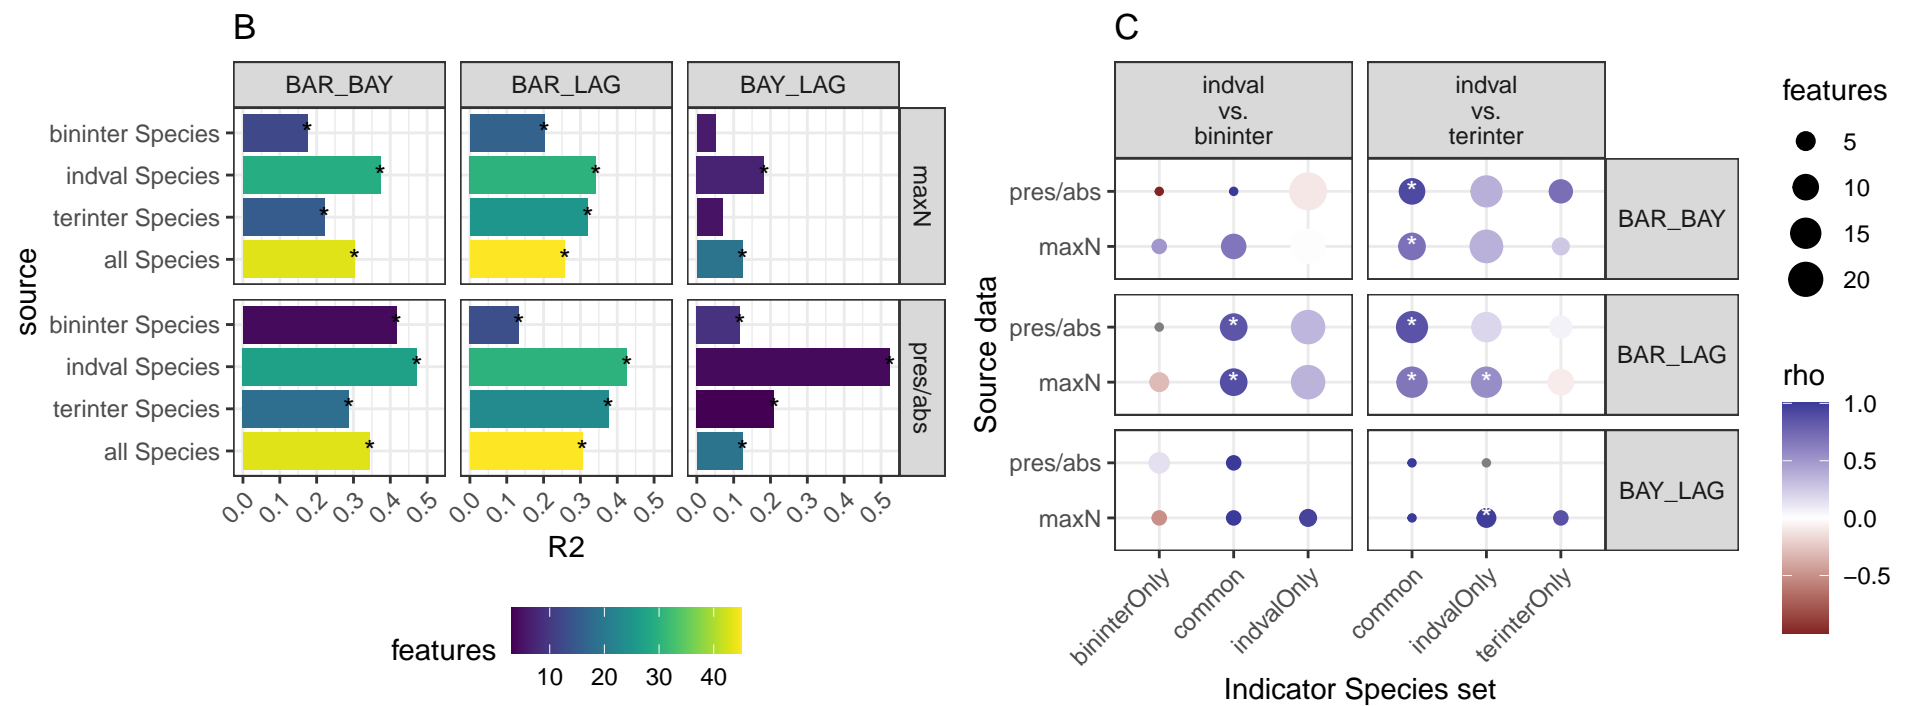 B
BAR_BAY
BAR_LAG
BAY_LAG
source
bininter Species
*
*
indval Species
*
*
*
terinter Species
*
*
all Species
*
*
*
maxN
bininter Species
*
*
*
indval Species
*
*
*
terinter Species
*
*
*
all Species
*
*
*
pres/abs
0.0 0.1 0.2 0.3 0.4 0.5
0.0 0.1 0.2 0.3 0.4 0.5
0.0 0.1 0.2 0.3 0.4 0.5
R2
features
10 20 30 40
C
indval
vs.
bininter
indval
vs.
terinter
Source data
pres/abs
*
maxN
*
BAR_BAY
pres/abs
*
*
maxN
*
*
*
BAR_LAG
pres/abs
maxN
*
BAY_LAG
bininterOnly
common
indvalOnly
common
indvalOnly
terinterOnly
Indicator Species set
features
5
10
15
20
rho
1.0
0.5
0.0
−0.5